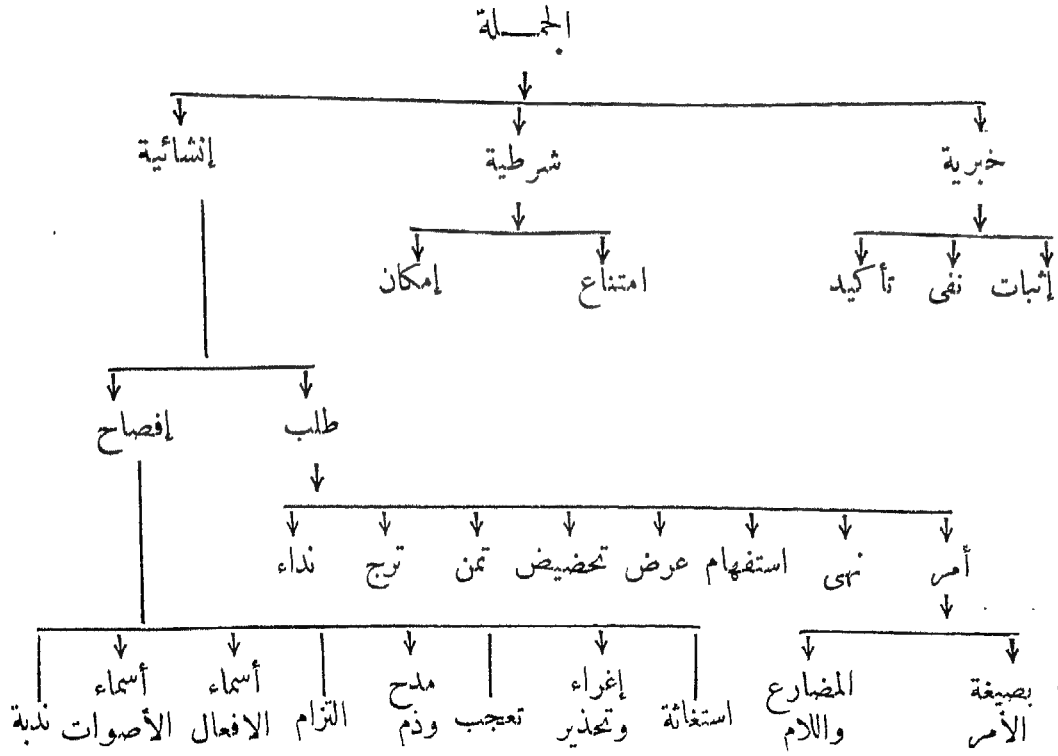 الجملة
خبرية شرطية إنشائية
إثبات نفى تأكيد امتناع إمكان
طلب إفصاح
أمر نهى استفهام عرض تحضيض تمن ترج نداء
بصيغة الأمر
المضارع واللام
استغاثة
إغراء وتحذير
تعجب
مدح وذم
التزام
أسماء الافعال
أسماء الأصوات
ندبة